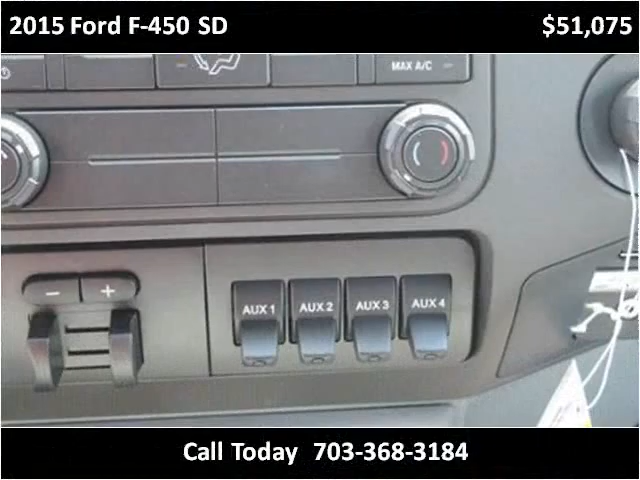 2015 Ford F-450 SD
$51,075
MAX A/C
− +
AUX 1 AUX 2 AUX 3 AUX 4
Call Today 703-368-3184